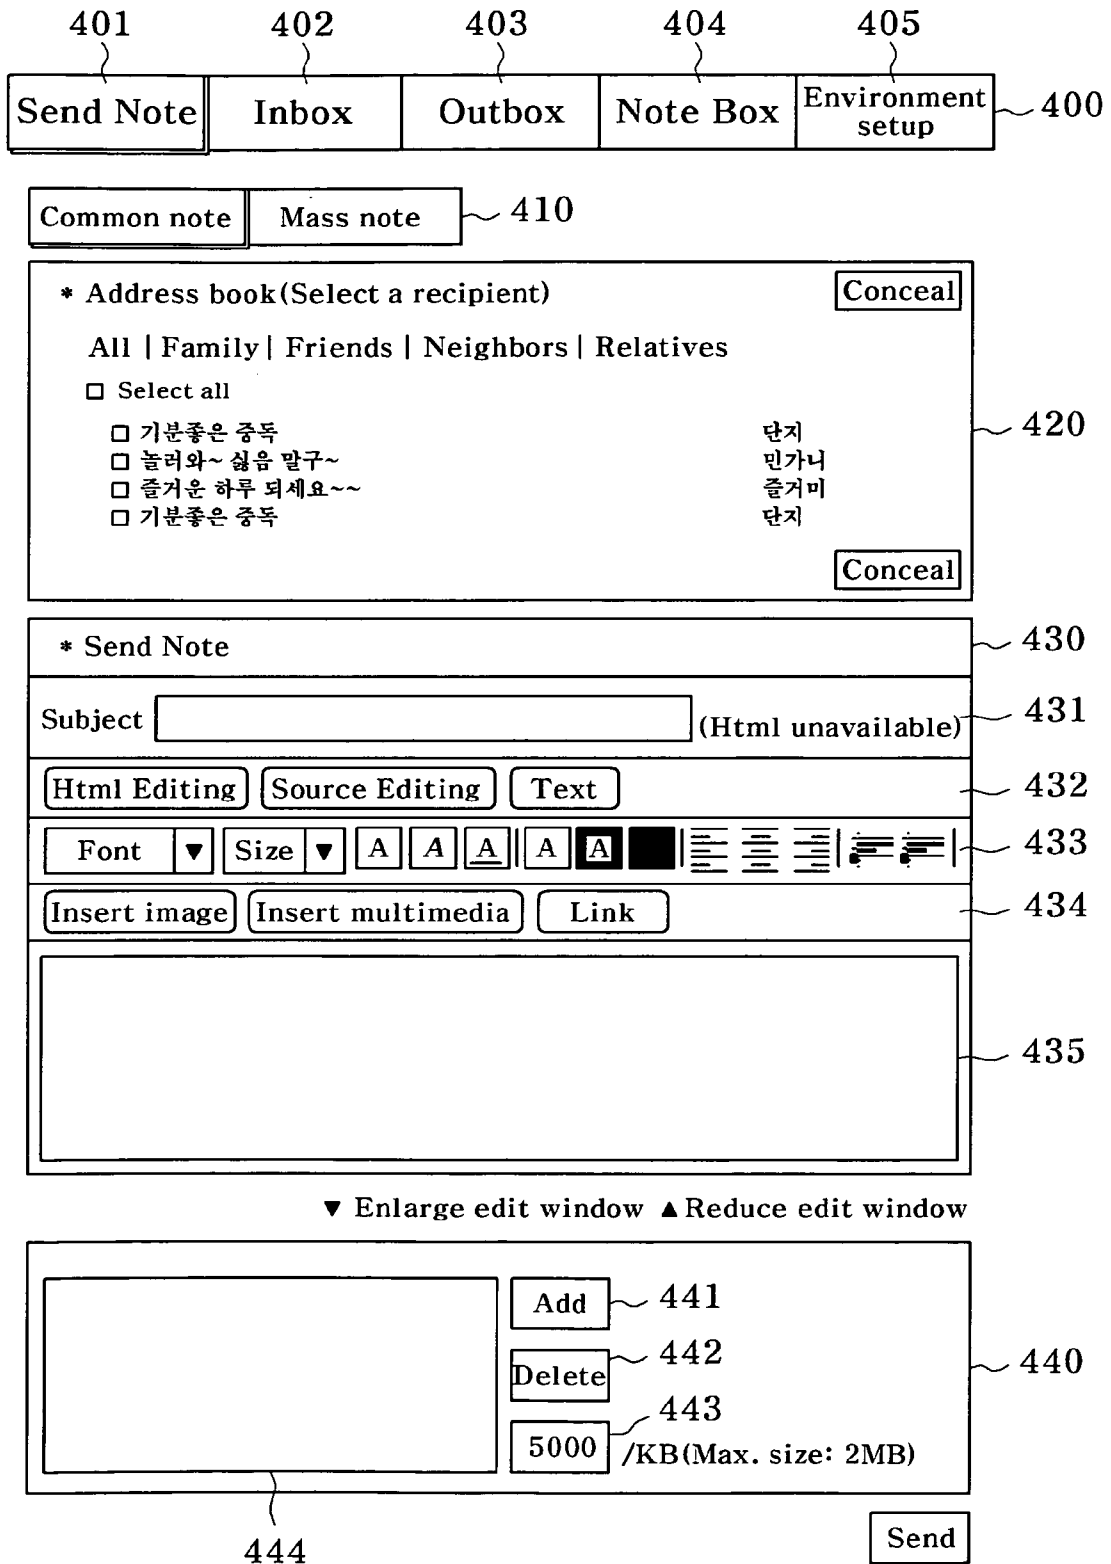 401 402 403 404 405
Send Note Inbox Outbox Note Box Environment setup 400
Common note Mass note 410
* Address book(Select a recipient) Conceal
All | Family | Friends | Neighbors | Relatives
Select all
420
기분좋은 중독 단지
놀러와~ 싫음 말구~ 민가니
즐거운 하루 되세요~~ 즐거미
기분좋은 중독 단지
Conceal
* Send Note 430
Subject (Html unavailable) 431
Html Editing Source Editing Text 432
Font ▼ Size ▼ A A A A A 433
Insert image Insert multimedia Link 434
435
▼ Enlarge edit window ▲ Reduce edit window
Add 441
Delete 442
440
443
5000 /KB(Max. size: 2MB)
444
Send